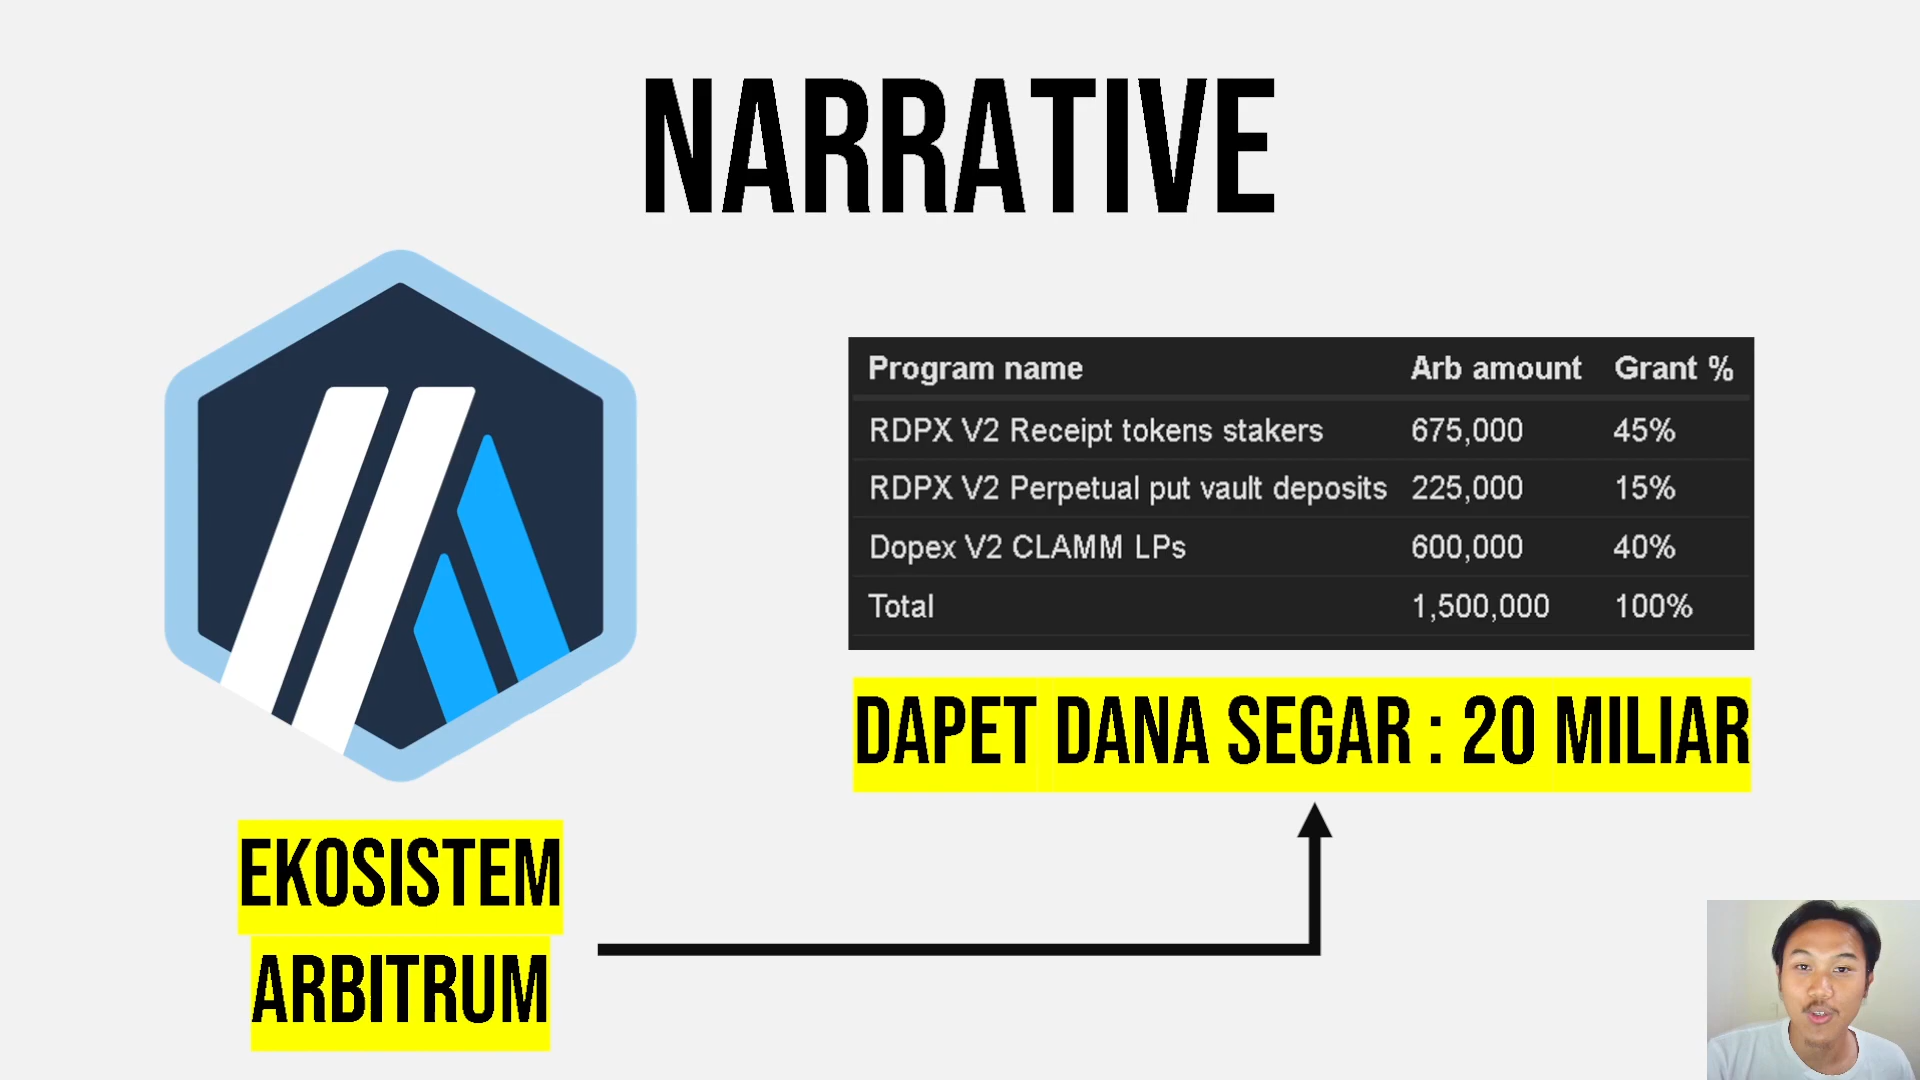 NARRATIVE
Program name Arb amount Grant %
RDPX V2 Receipt tokens stakers 675,000 45%
RDPX V2 Perpetual put vault deposits 225,000 15%
Dopex V2 CLAMM LPs 600,000 40%
Total 1,500,000 100%
DAPET DANA SEGAR : 20 MILIAR
EKOSISTEM
ARBITRUM